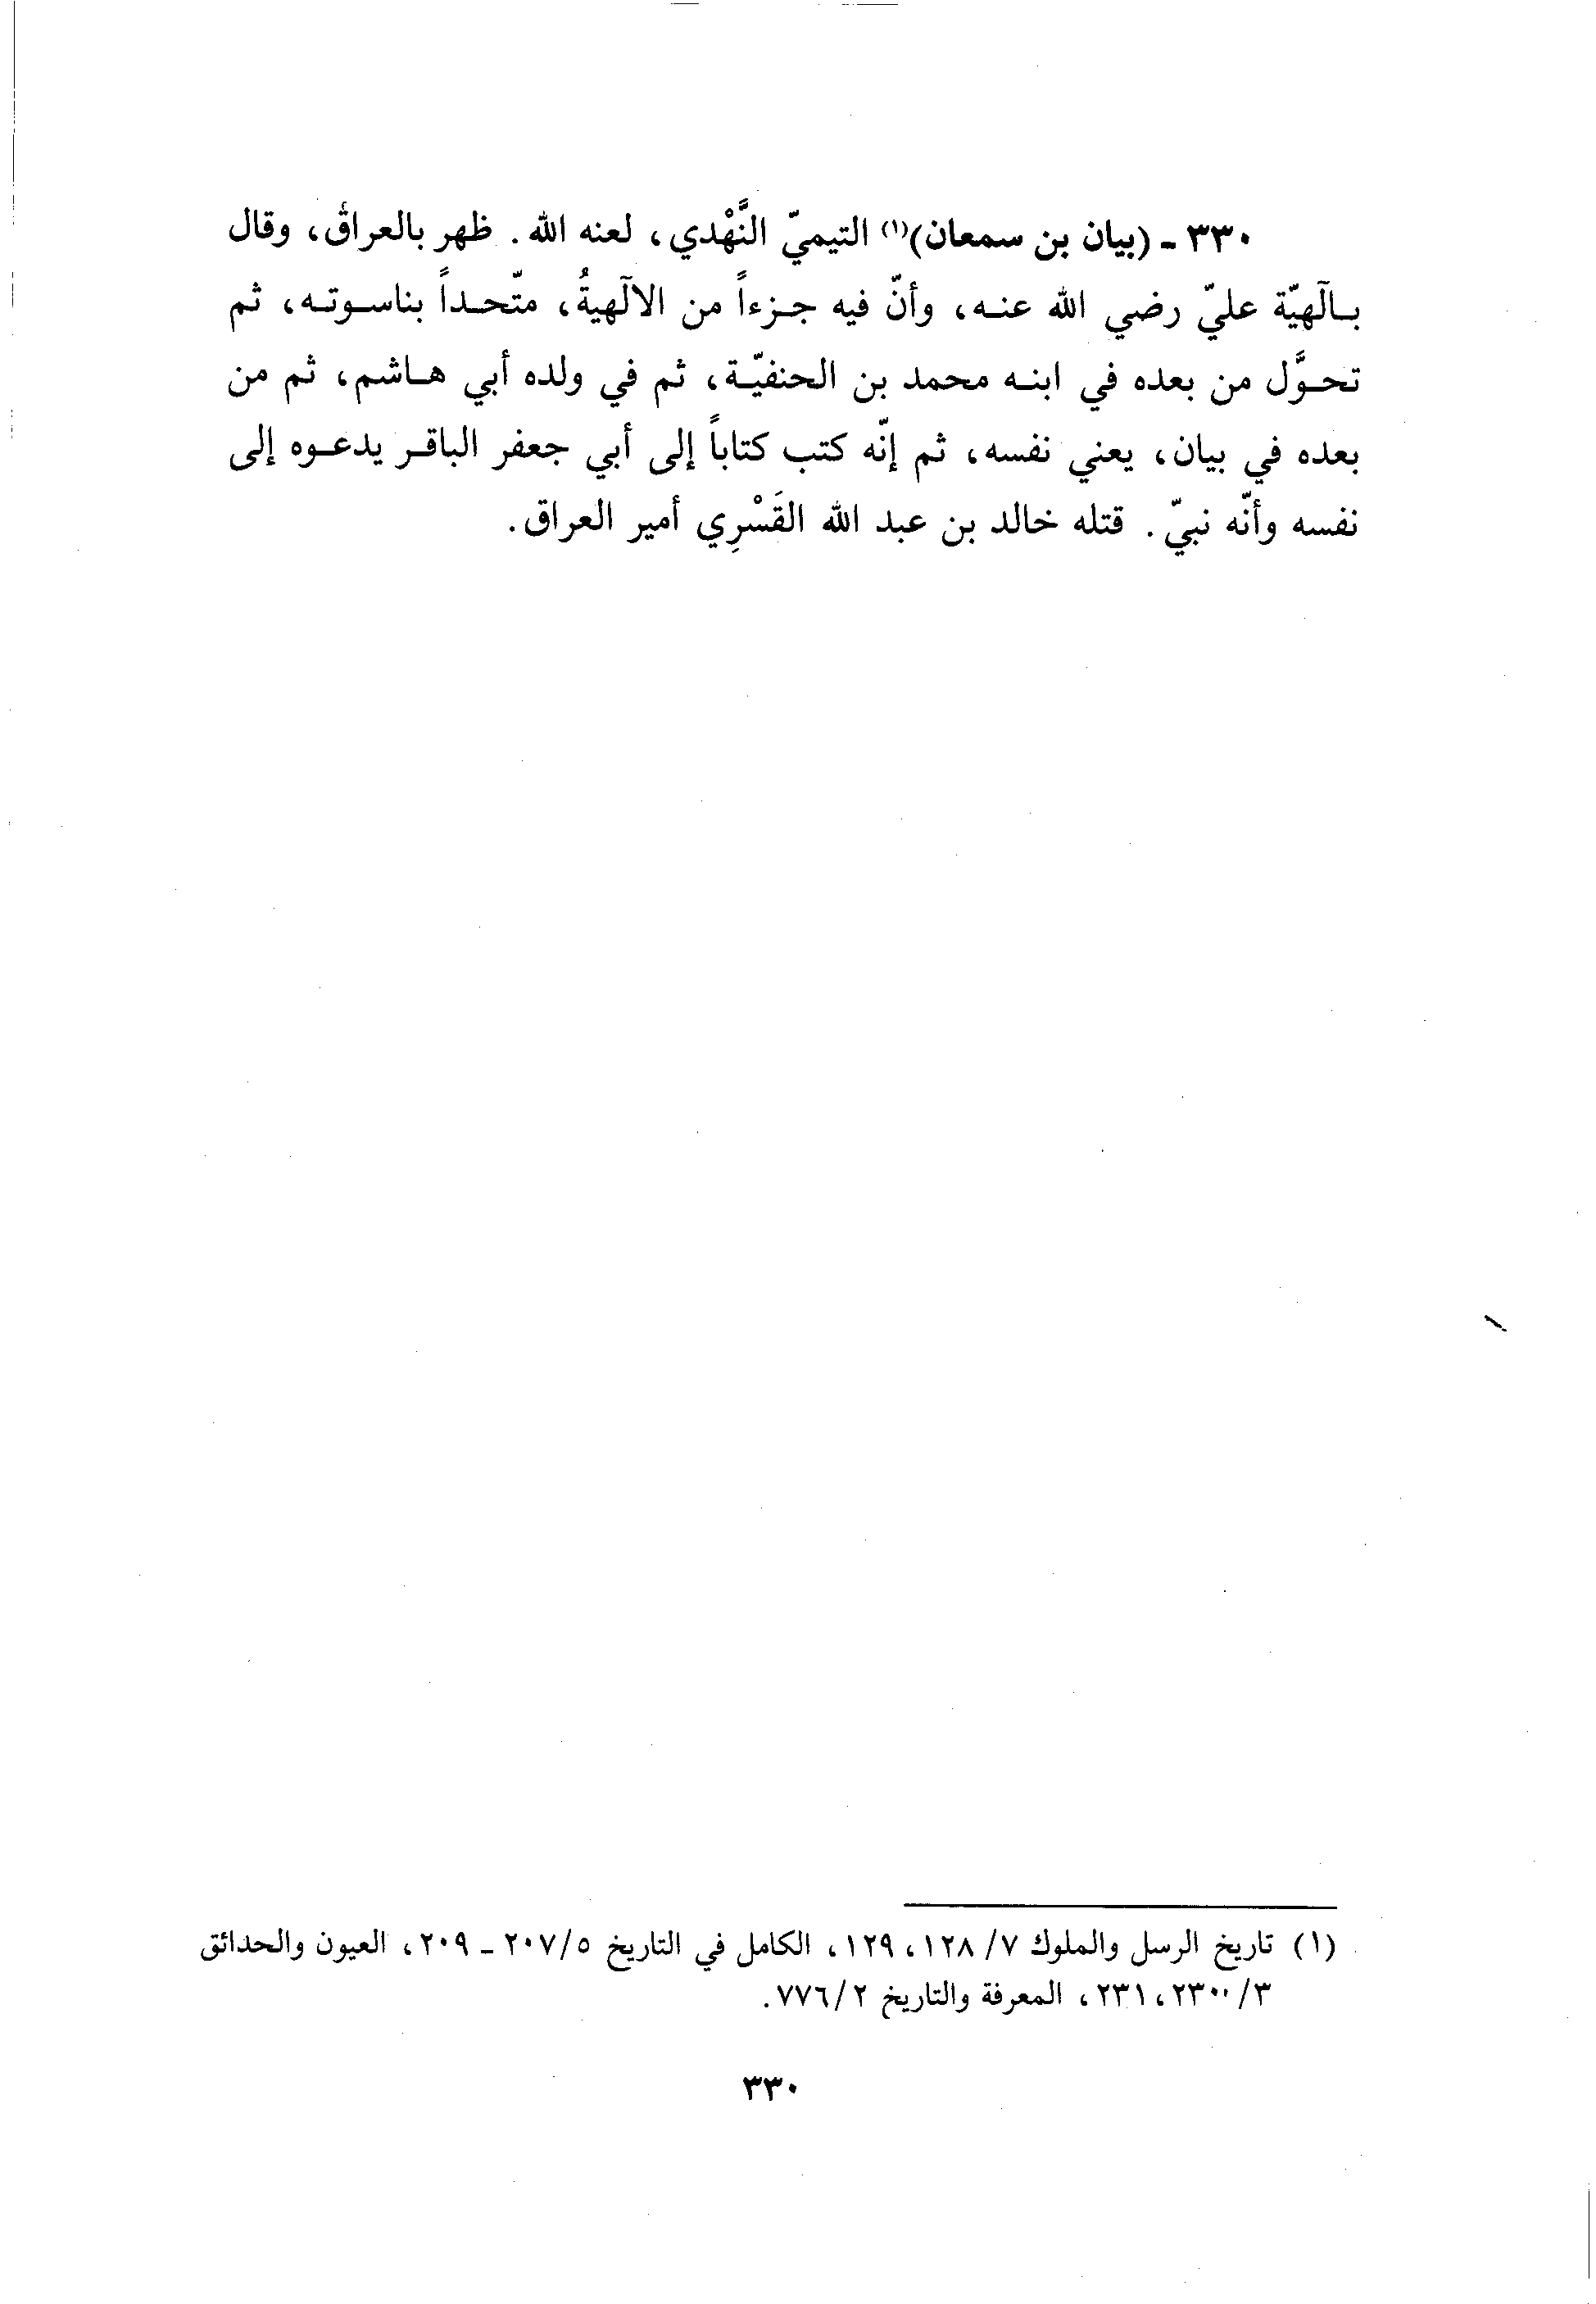 ٣٣٠ - (بيان بن سمعان)(١) التيميّ النَّهْدي، لعنه الله. ظهر بالعراق، وقال
بآلهيّة عليّ رضي الله عنه، وأنّ فيه جزءاً من الآلهيةُ، متّحداً بناسوته، ثم
تحوَّل من بعده في ابنه محمد بن الحنفيّة، ثم في ولده أبي هاشم، ثم من
بعده في بيان، يعني نفسه، ثم إنّه كتب كتاباً إلى أبي جعفر الباقر يدعوه إلى
نفسه وأنّه نبيّ. قتله خالد بن عبد الله القَسْرِي أمير العراق.
(١) تاريخ الرسل والملوك ٧/ ١٢٨، ١٢٩، الكامل في التاريخ ٢٠٧/٥ - ٢٠٩، العيون والحدائق
٣/ ٢٣٠٠، ٢٣١، المعرفة والتاريخ ٧٧٦/٢.
٣٣٠